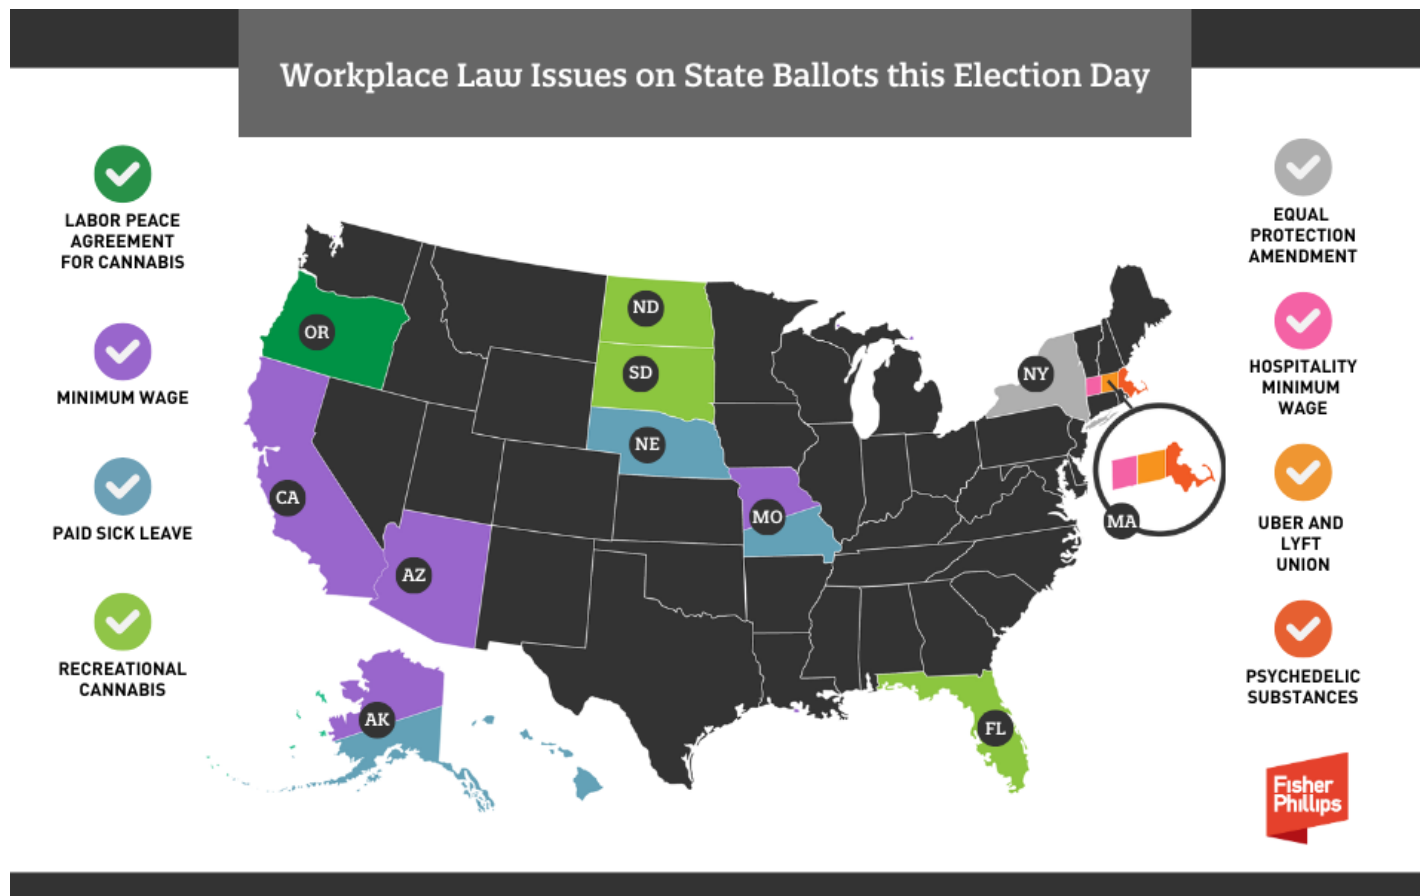 Workplace Law Issues on State Ballots this Election Day
LABOR PEACE
AGREEMENT
FOR CANNABIS
MINIMUM WAGE
PAID SICK LEAVE
RECREATIONAL
CANNABIS
OR
CA
AZ
AK
ND
SD
NE
MO
NY
MA
FL
EQUAL
PROTECTION
AMENDMENT
HOSPITALITY
MINIMUM
WAGE
UBER AND
LYFT
UNION
PSYCHEDELIC
SUBSTANCES
Fisher
Phillips